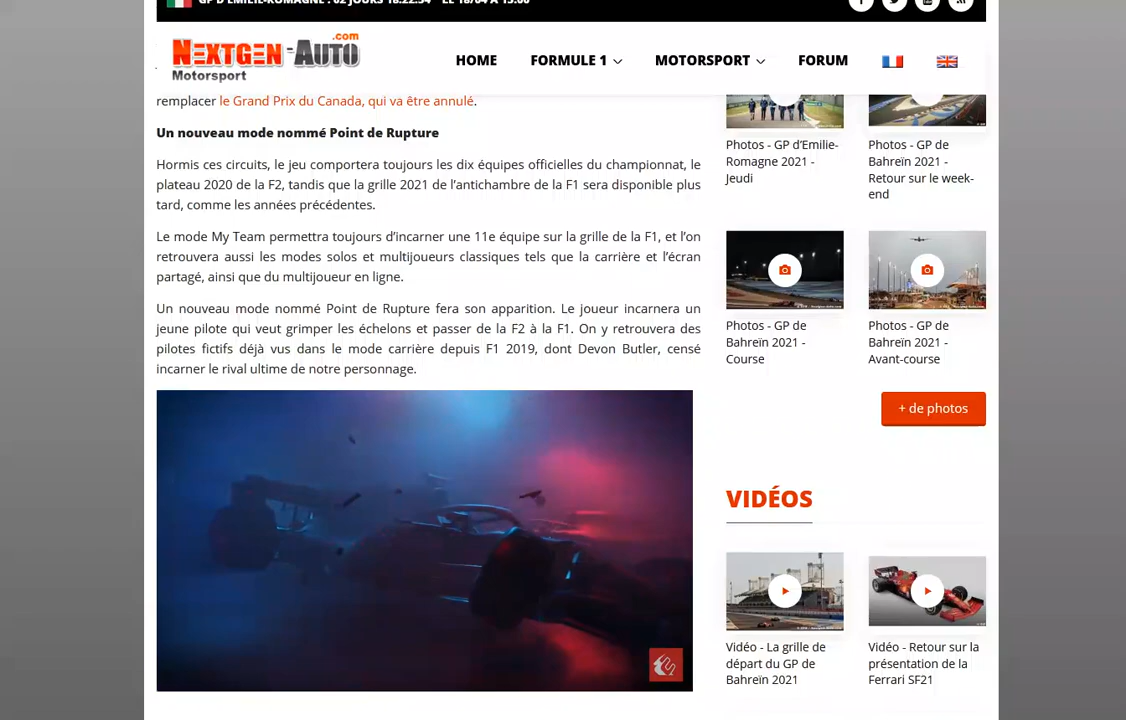 GP D'EMILIE-ROMAGNE : 02 JOURS 18:22:54 LE 18/04 À 15:00
NEXTGEN-AUTO
.com
Motorsport
HOME
FORMULE 1
MOTORSPORT
FORUM
remplacer le Grand Prix du Canada, qui va être annulé.
Un nouveau mode nommé Point de Rupture
Hormis ces circuits, le jeu comportera toujours les dix équipes officielles du championnat, le
plateau 2020 de la F2, tandis que la grille 2021 de l’antichambre de la F1 sera disponible plus
tard, comme les années précédentes.
Le mode My Team permettra toujours d’incarner une 11e équipe sur la grille de la F1, et l’on
retrouvera aussi les modes solos et multijoueurs classiques tels que la carrière et l’écran
partagé, ainsi que du multijoueur en ligne.
Un nouveau mode nommé Point de Rupture fera son apparition. Le joueur incarnera un
jeune pilote qui veut grimper les échelons et passer de la F2 à la F1. On y retrouvera des
pilotes fictifs déjà vus dans le mode carrière depuis F1 2019, dont Devon Butler, censé
incarner le rival ultime de notre personnage.
Photos - GP d’Emilie-
Romagne 2021 -
Jeudi
Photos - GP de
Bahreïn 2021 -
Retour sur le week-
end
Photos - GP de
Bahreïn 2021 -
Course
Photos - GP de
Bahreïn 2021 -
Avant-course
+ de photos
VIDÉOS
Vidéo - La grille de
départ du GP de
Bahreïn 2021
Vidéo - Retour sur la
présentation de la
Ferrari SF21